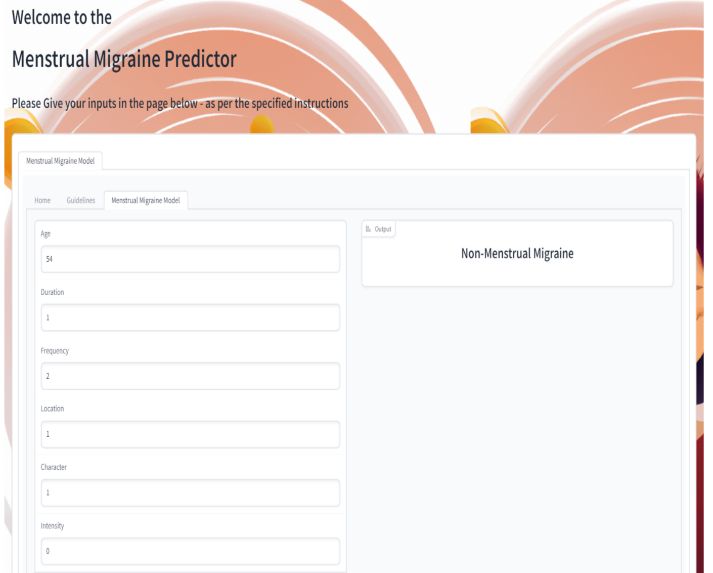 Welcome to the
Menstrual Migraine Predictor
Please Give your inputs in the page below - as per the specified instructions
Menstrual Migraine Model
Home Guidelines Menstrual Migraine Model
Age
54
Duration
1
Frequency
2
Location
1
Character
1
Intensity
0
Output
Non-Menstrual Migraine